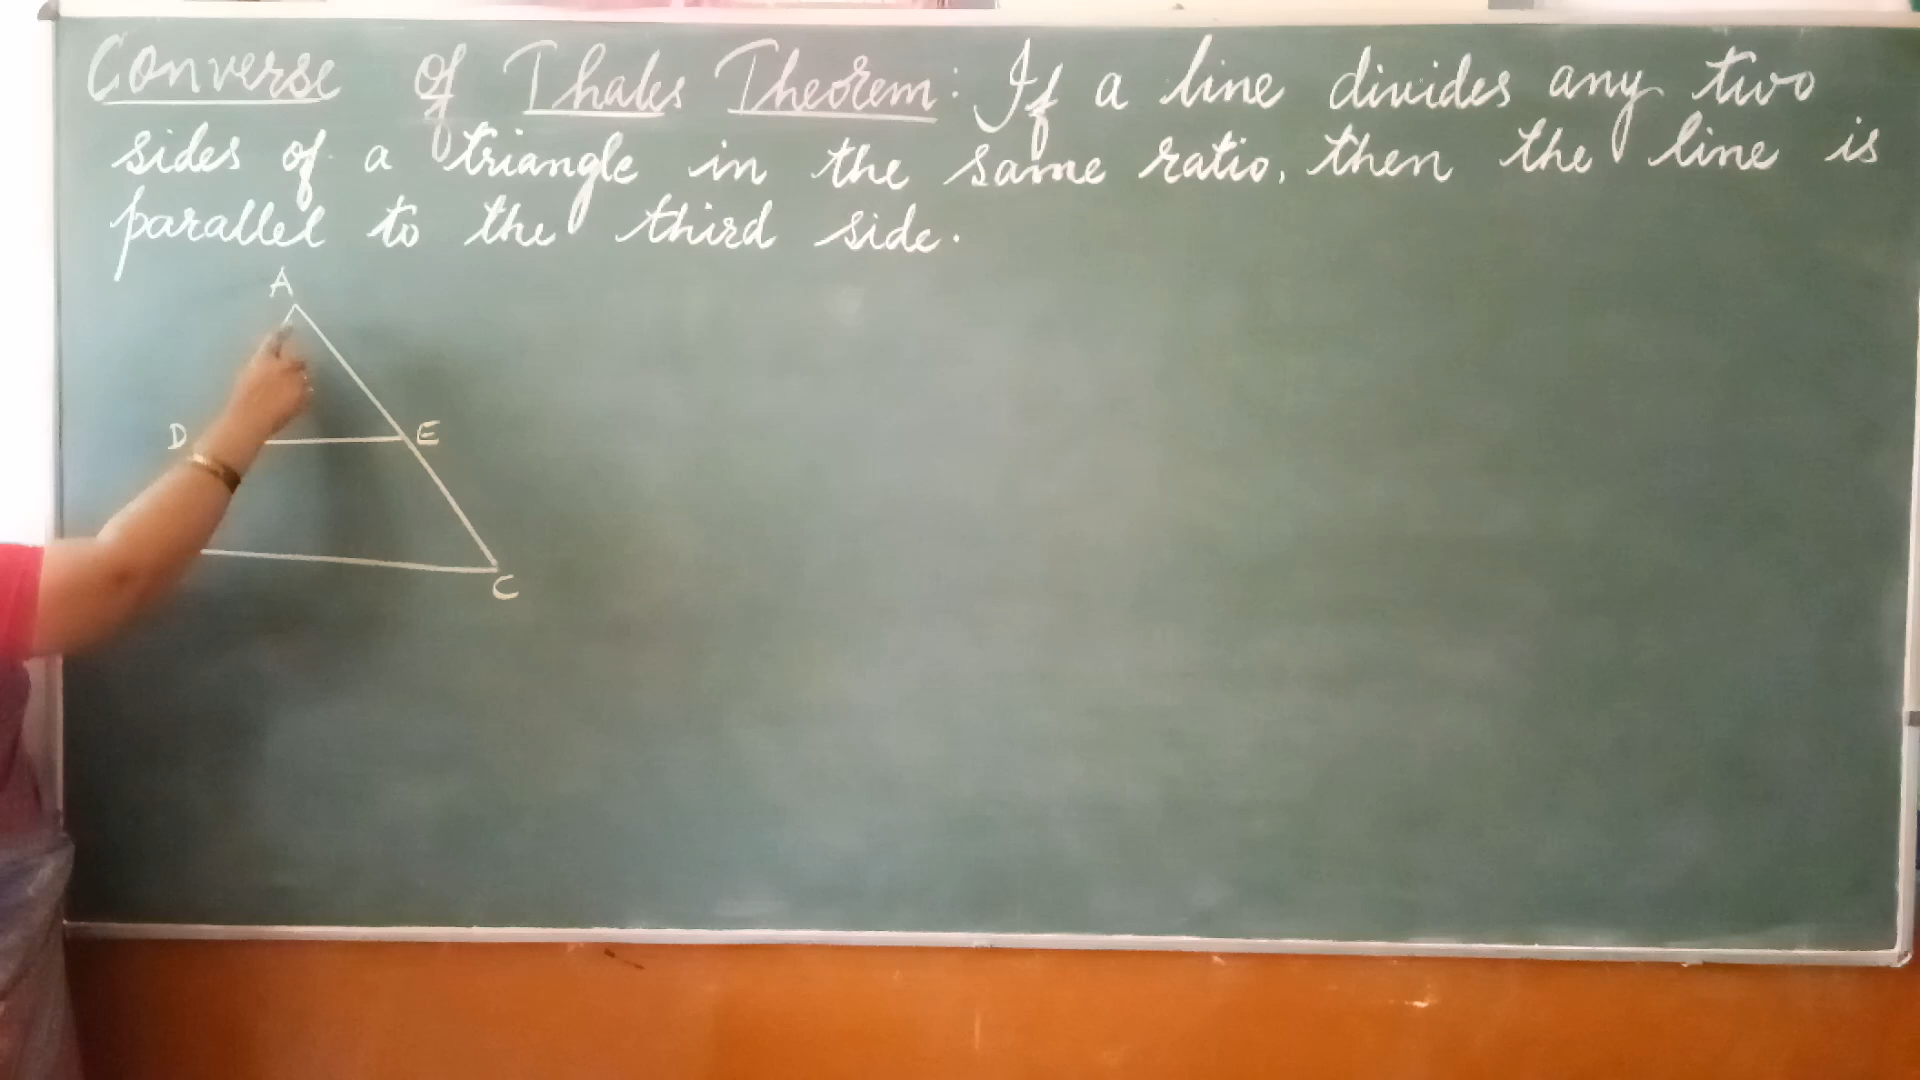 Converse of Thales Theorem: If a line divides any two
sides of a triangle in the same ratio, then the line is
parallel to the third side.
A
D E
C